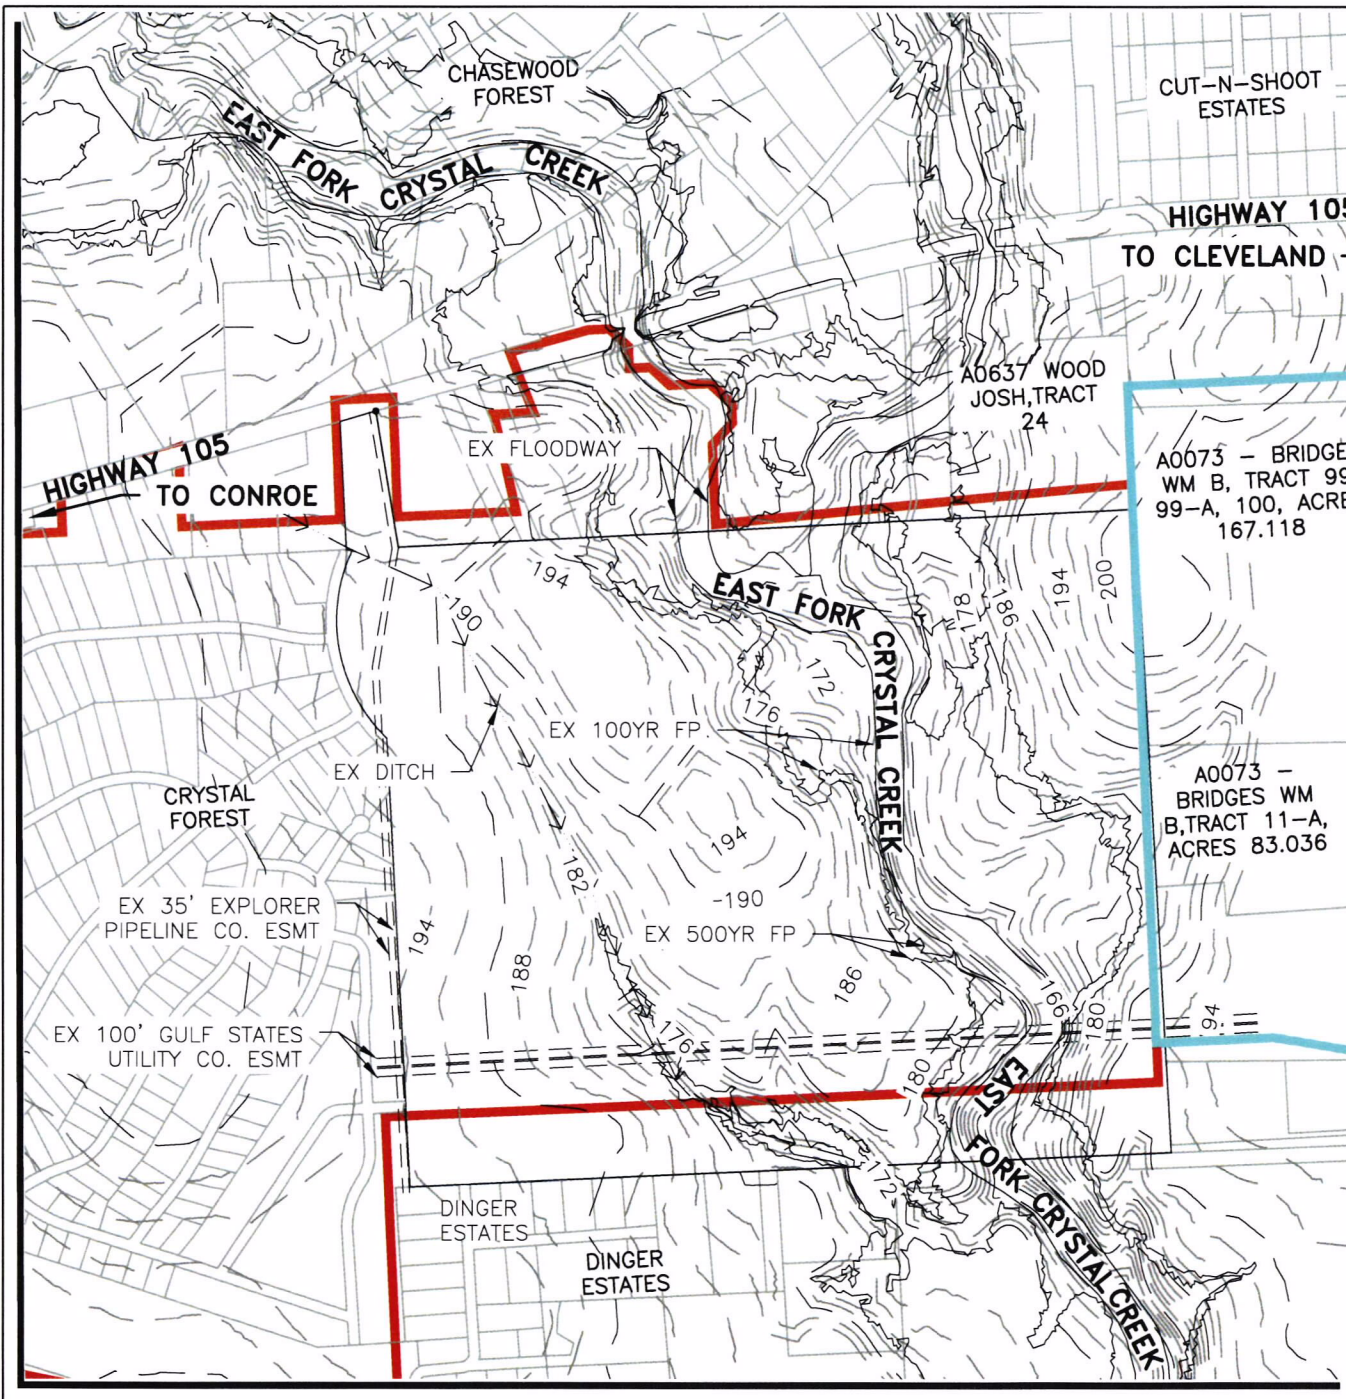 CHASEWOOD
FOREST
CUT-N-SHOOT
ESTATES
EAST FORK CRYSTAL CREEK
HIGHWAY 105
TO CLEVELAND -
A0637 WOOD
JOSH,TRACT
24
HIGHWAY 105
TO CONROE
EX FLOODWAY
A0073 - BRIDGE
WM B, TRACT 99
99-A, 100, ACRE
167.118
194
190
EAST FORK CRYSTAL CREEK
178
186
194
-200-
172
176
EX 100YR FP.
EX DITCH
CRYSTAL
FOREST
A0073 -
BRIDGES WM
B,TRACT 11-A,
ACRES 83.036
194
182
-190
EX 35' EXPLORER
PIPELINE CO. ESMT
194
EX 500YR FP
188
186
166
180
194
EX 100' GULF STATES
UTILITY CO. ESMT
176
180
EAST FORK CRYSTAL CREEK
172
DINGER
ESTATES
DINGER
ESTATES